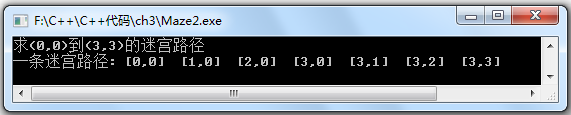 F:\C++\C++代码\ch3\Maze2.exe
求(0,0)到(3,3)的迷宫路径
一条迷宫路径: [0,0]  [1,0]  [2,0]  [3,0]  [3,1]  [3,2]  [3,3]